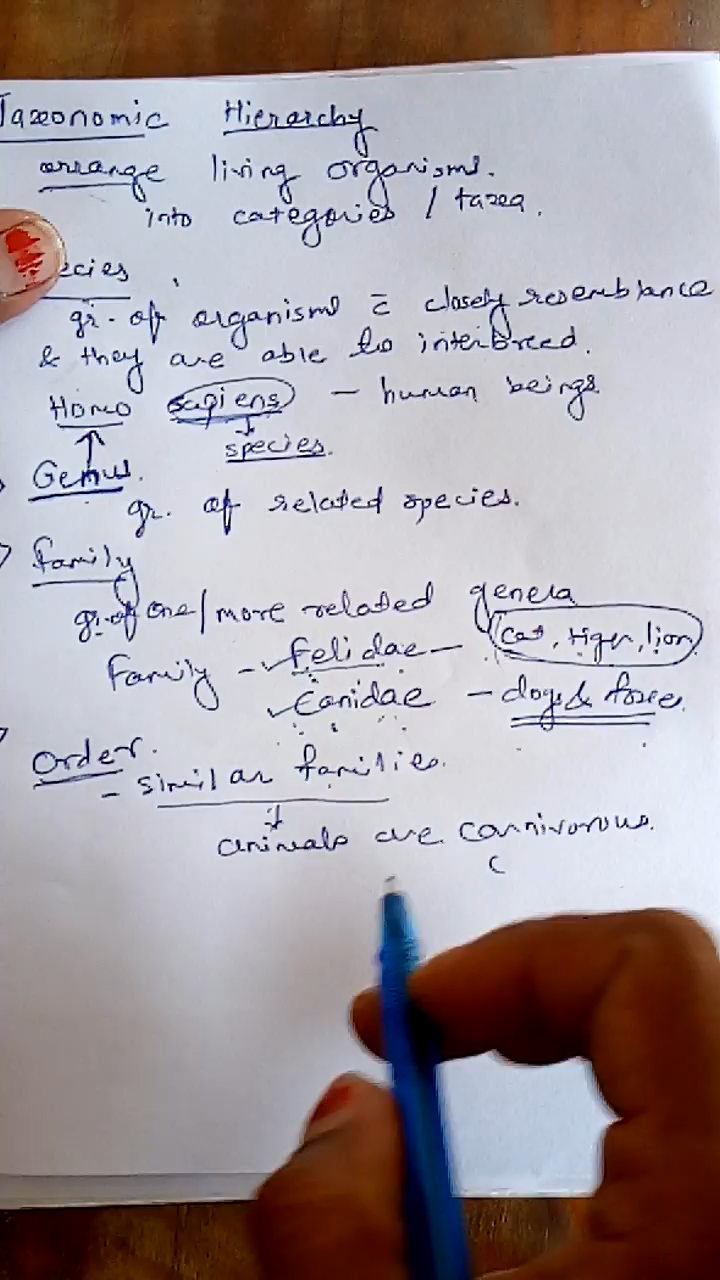 Taxonomic Hierarchy
arrange living organisms.
into categories / taxa.
ecies
gr. of organisms c̄ closely resemblance
& they are able to interbreed.
Homo sapiens – human beings
species.
Genus.
gr. of related species.
family
gr. of one/more related genera
Family – Felidae – cat, tiger, lion
Canidae – dogs & foxes.
Order.
– similar families.
animals are carnivorous.
(